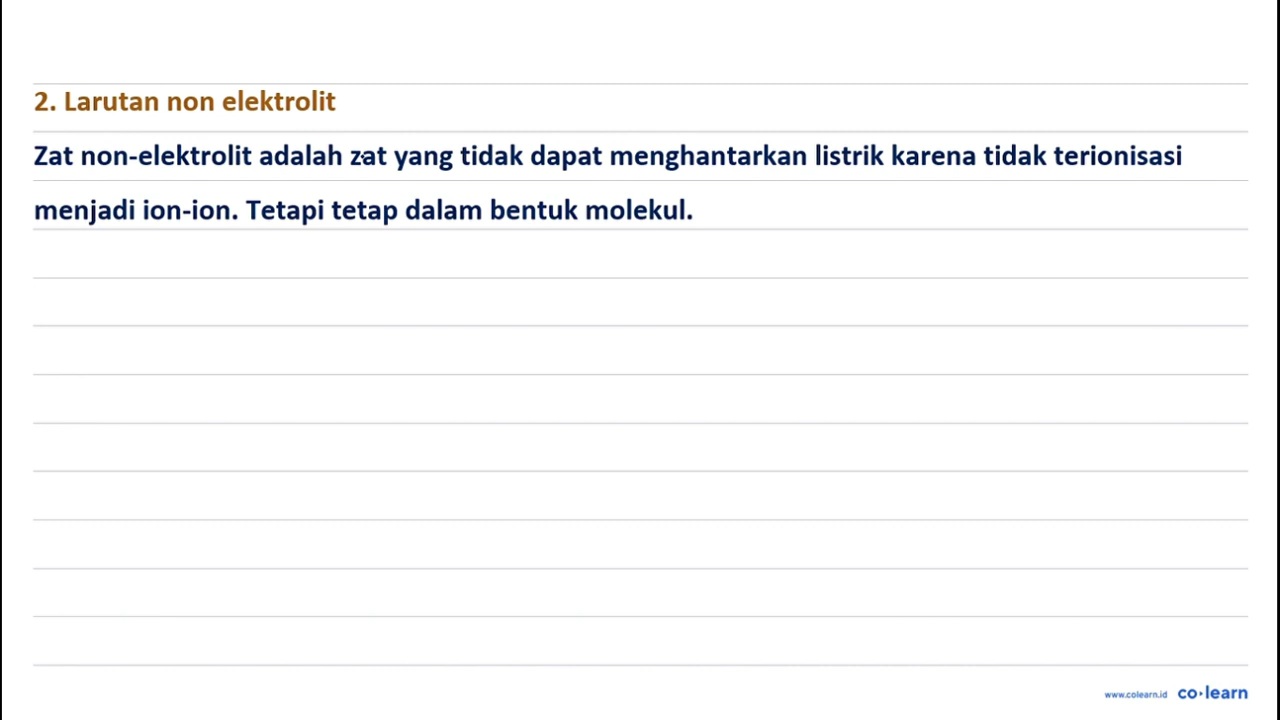 2. Larutan non elektrolit
Zat non-elektrolit adalah zat yang tidak dapat menghantarkan listrik karena tidak terionisasi
menjadi ion-ion. Tetapi tetap dalam bentuk molekul.
www.colearn.id co·learn